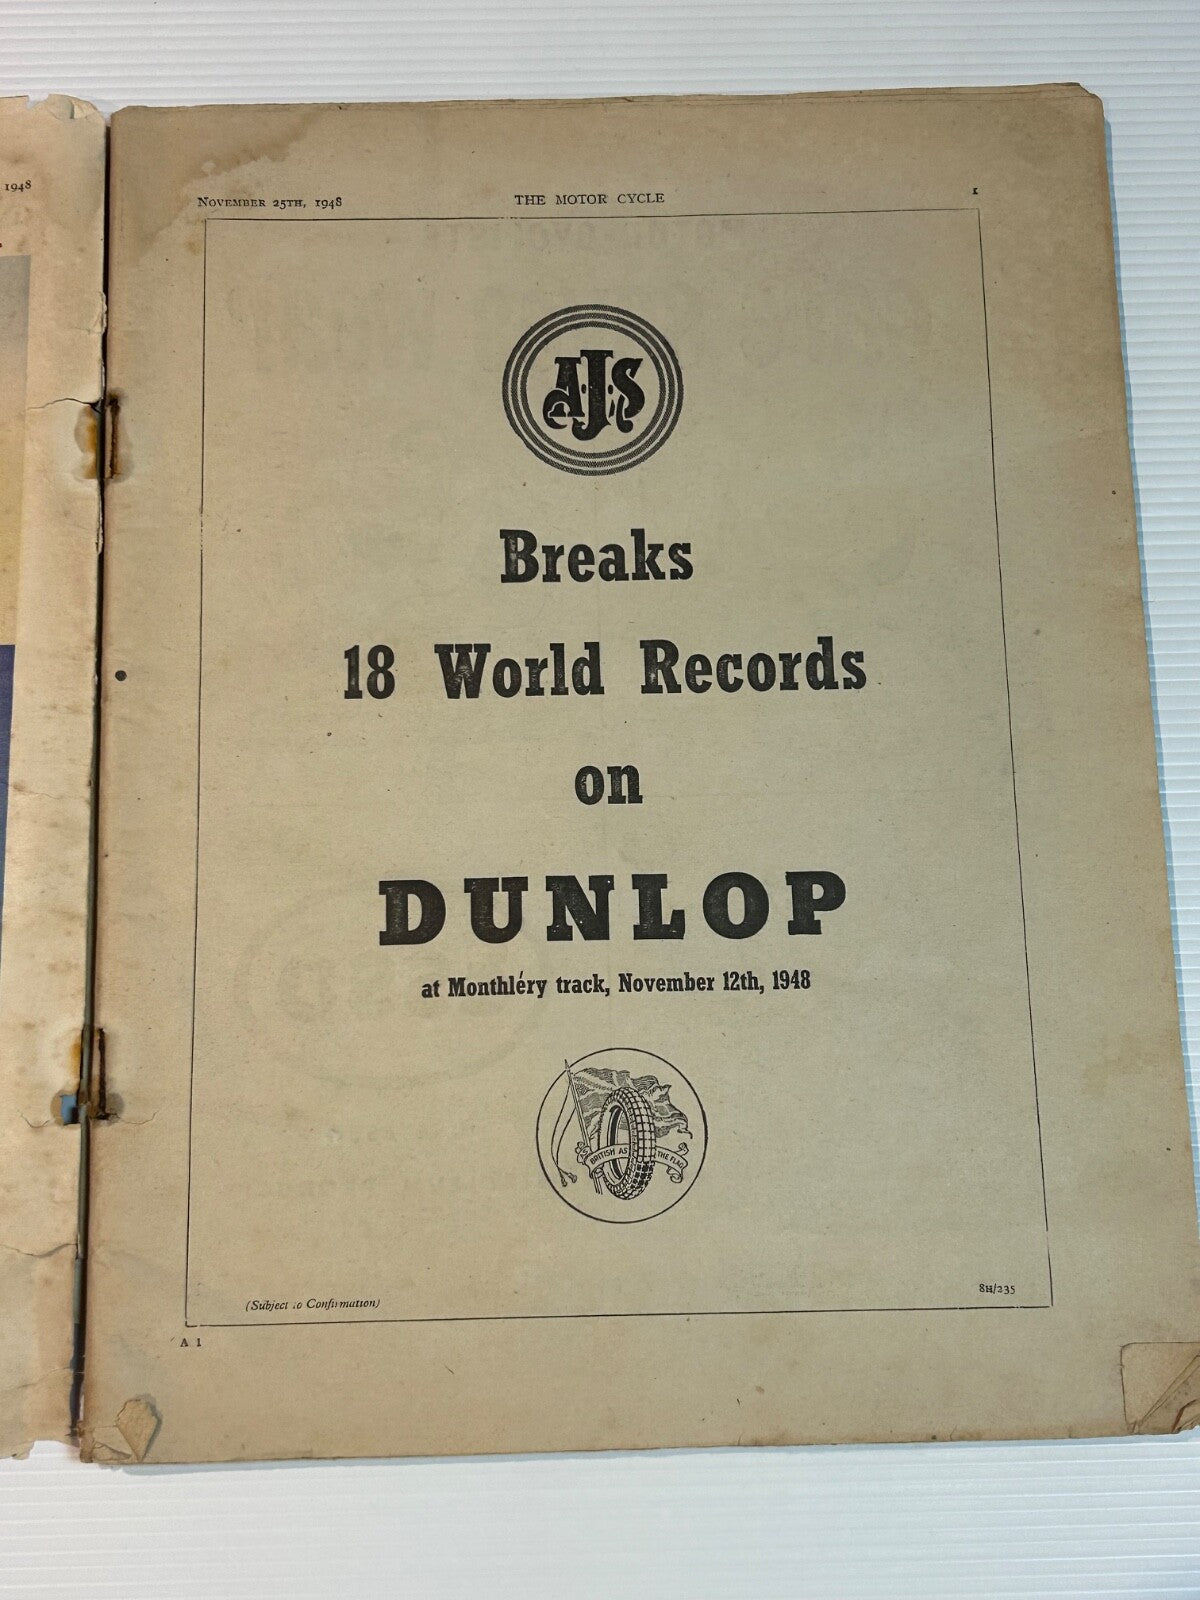 1948
NOVEMBER 25TH, 1948 THE MOTOR CYCLE 1
AJS
Breaks
18 World Records
on
DUNLOP
at Monthléry track, November 12th, 1948
BRITISH AS THE FLAG
(Subject to Confirmation) 8H/235
A 1